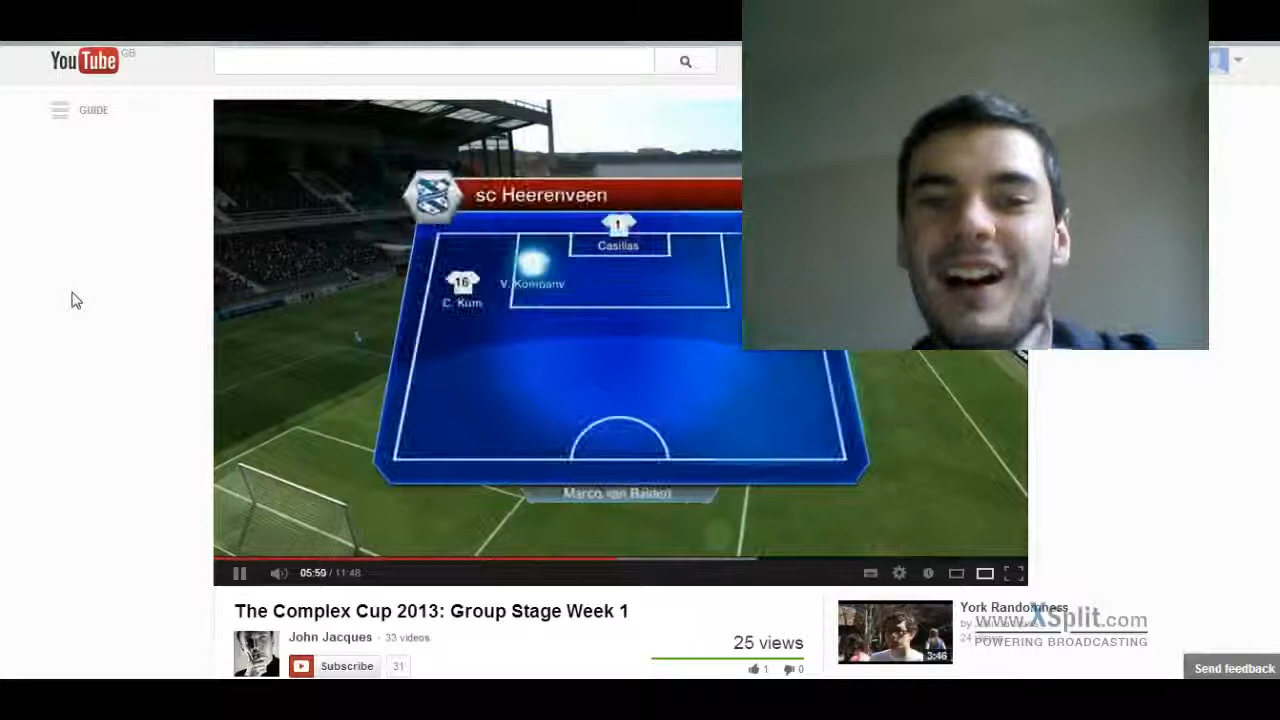 YouTube GB
GUIDE
sc Heerenveen
1
Casillas
V. Kompany
16
C. Kum
Marco van Basten
05:59 / 11:48
The Complex Cup 2013: Group Stage Week 1
John Jacques · 33 videos
Subscribe 31
25 views
1 0
York Randomness
24 views
3:46
www.XSplit.com
POWERING BROADCASTING
Send feedback